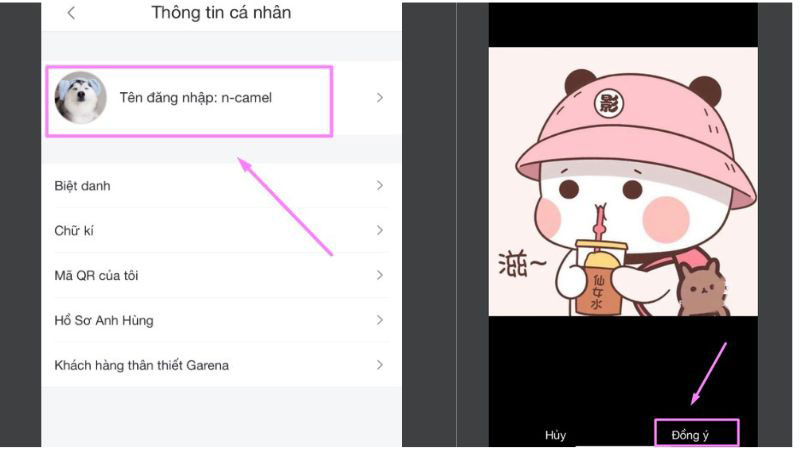 Thông tin cá nhân
Tên đăng nhập: n-camel
Biệt danh
Chữ kí
Mã QR của tôi
Hồ Sơ Anh Hùng
Khách hàng thân thiết Garena
影
滋~
仙
女
水
Hủy
Đồng ý